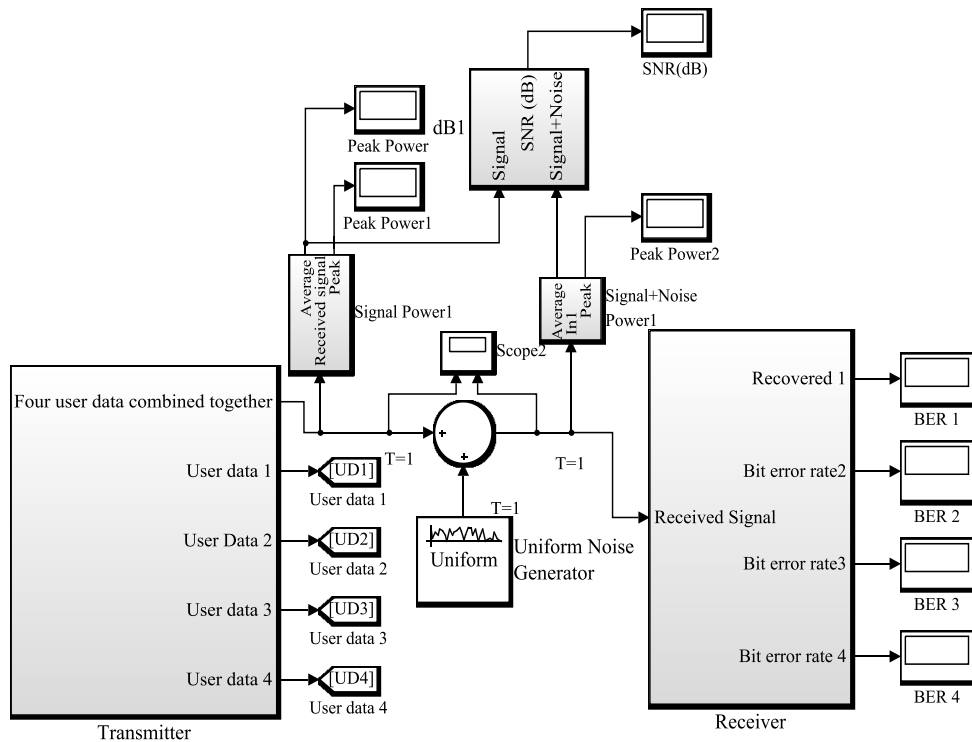 SNR(dB)
dB1
Signal
SNR (dB)
Signal+Noise
Peak Power
Peak Power1
Peak Power2
Average
Received signal
Peak
Signal Power1
Average
In1
Peak
Signal+Noise
Power1
Scope2
Four user data combined together
User data 1
User Data 2
User data 3
User data 4
Transmitter
[UD1]
User data 1
[UD2]
User data 2
[UD3]
User data 3
[UD4]
User data 4
T=1
+
+
T=1
T=1
Uniform
Uniform Noise
Generator
Received Signal
Recovered 1
Bit error rate2
Bit error rate3
Bit error rate 4
Receiver
BER 1
BER 2
BER 3
BER 4